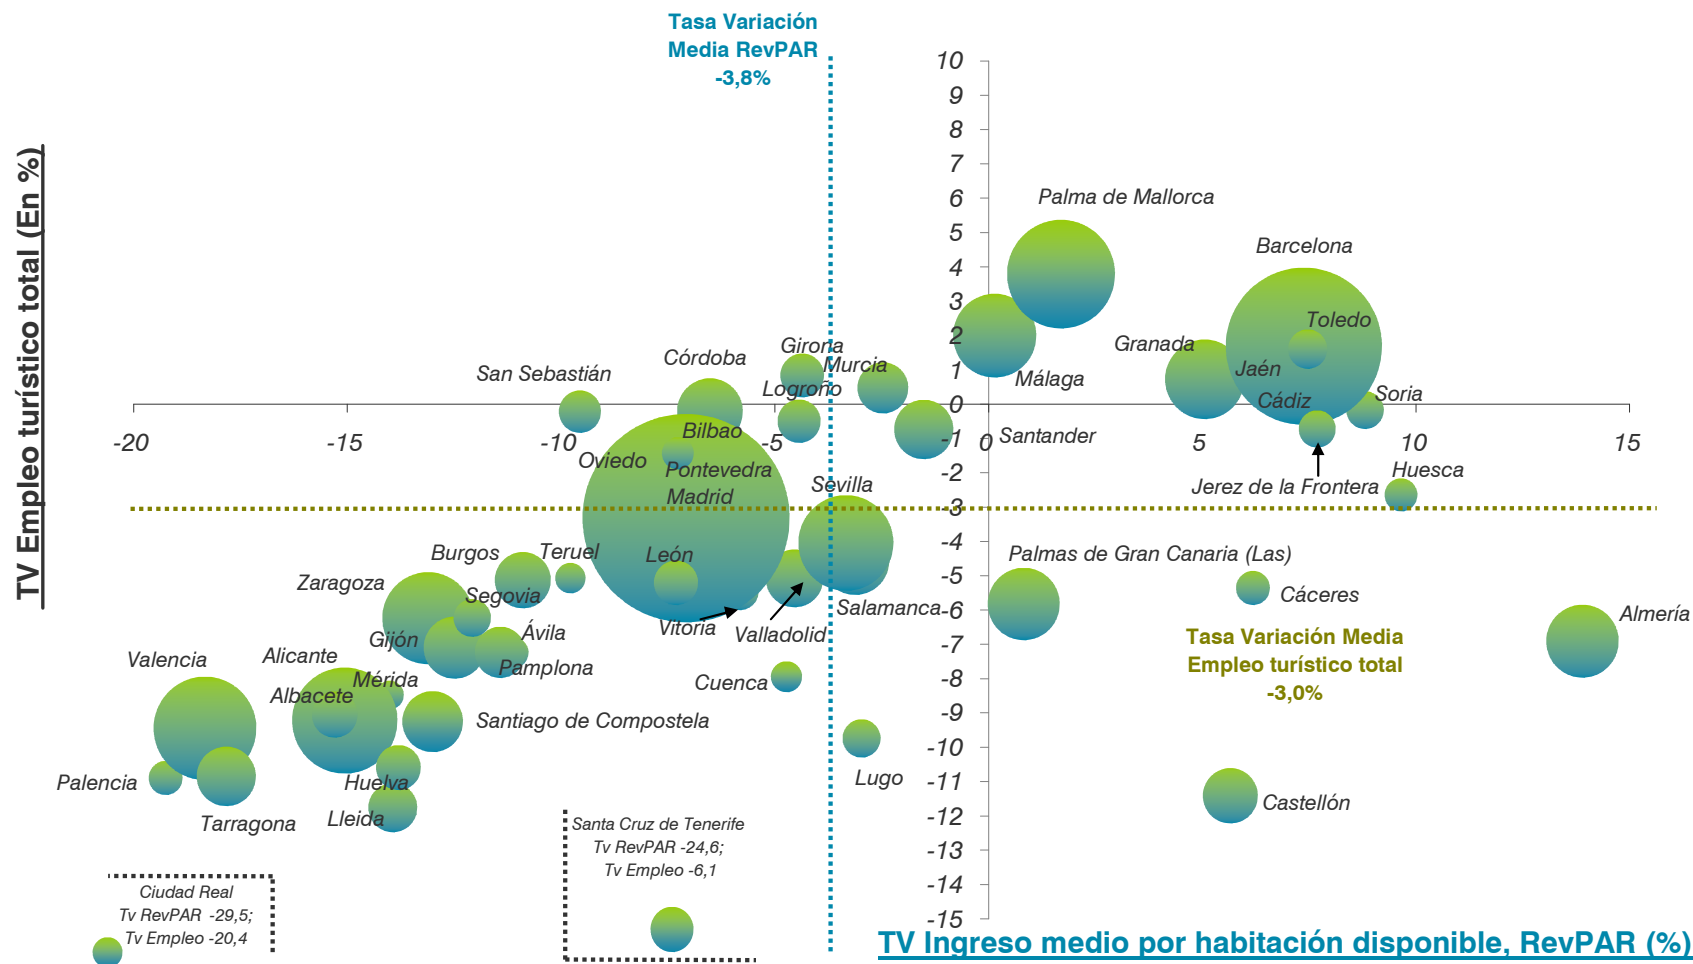 Tasa Variación
Media RevPAR
-3,8%
TV Empleo turístico total (En %)
10
9
8
7
6
5
4
3
2
1
0
-1
-2
-3
-4
-5
-6
-7
-8
-9
-10
-11
-12
-13
-14
-15
-20
-15
-10
-5
0
5
10
15
Palma de Mallorca
Barcelona
Toledo
Granada
Jaén
Málaga
Cádiz
Soria
Girona
Murcia
Córdoba
San Sebastián
Logroño
Santander
Bilbao
Oviedo
Pontevedra
Madrid
Sevilla
Huesca
Jerez de la Frontera
Burgos
Teruel
León
Palmas de Gran Canaria (Las)
Zaragoza
Segovia
Cáceres
Salamanca
Almería
Vitoria
Valladolid
Gijón
Ávila
Pamplona
Tasa Variación Media
Empleo turístico total
-3,0%
Valencia
Alicante
Mérida
Albacete
Cuenca
Santiago de Compostela
Palencia
Huelva
Lugo
Tarragona
Lleida
Castellón
Santa Cruz de Tenerife
Tv RevPAR -24,6;
Tv Empleo -6,1
Ciudad Real
Tv RevPAR -29,5;
Tv Empleo -20,4
TV Ingreso medio por habitación disponible, RevPAR (%)